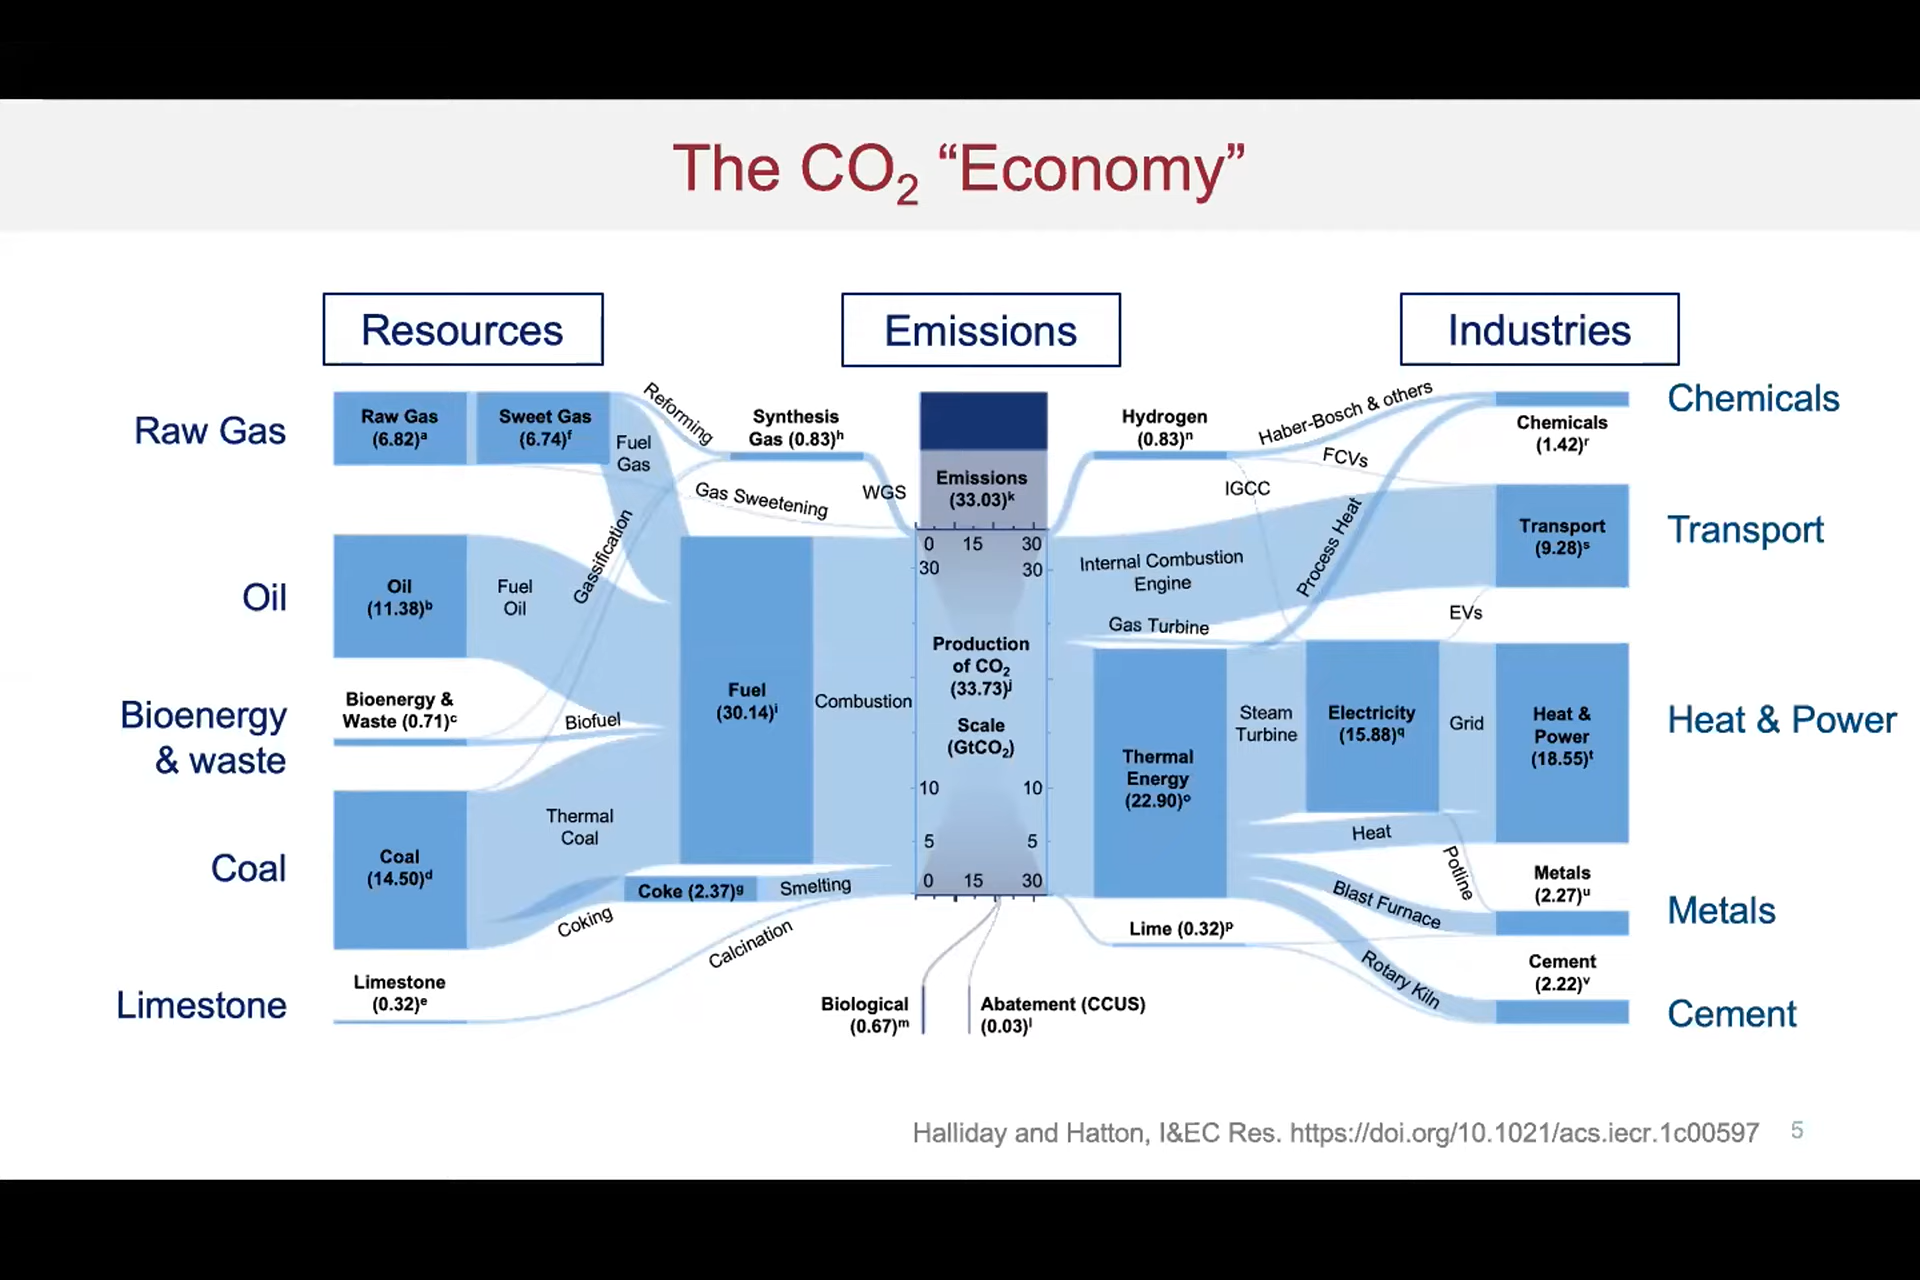 The CO₂ “Economy”
Resources
Emissions
Industries
Raw Gas
Oil
Bioenergy
& waste
Coal
Limestone
Raw Gas
(6.82)ᵃ
Sweet Gas
(6.74)ᶠ
Oil
(11.38)ᵇ
Bioenergy &
Waste (0.71)ᶜ
Coal
(14.50)ᵈ
Limestone
(0.32)ᵉ
Fuel
Gas
Fuel
Oil
Reforming
Gas Sweetening
Gassification
Biofuel
Thermal
Coal
Coking
Coke (2.37)ᵍ
Smelting
Calcination
Synthesis
Gas (0.83)ʰ
WGS
Fuel
(30.14)ⁱ
Combustion
Emissions
(33.03)ᵏ
0 15 30
30 30
Production
of CO₂
(33.73)ʲ
Scale
(GtCO₂)
10 10
5 5
0 15 30
Biological
(0.67)ᵐ
Abatement (CCUS)
(0.03)ˡ
Hydrogen
(0.83)ⁿ
Haber-Bosch & others
FCVs
IGCC
Process Heat
Internal Combustion
Engine
Gas Turbine
EVs
Thermal
Energy
(22.90)ᵒ
Steam
Turbine
Electricity
(15.88)q
Grid
Heat
Potline
Blast Furnace
Rotary Kiln
Lime (0.32)ᵖ
Chemicals
(1.42)ʳ
Transport
(9.28)ˢ
Heat &
Power
(18.55)ᵗ
Metals
(2.27)ᵘ
Cement
(2.22)ᵛ
Chemicals
Transport
Heat & Power
Metals
Cement
Halliday and Hatton, I&EC Res. https://doi.org/10.1021/acs.iecr.1c00597 5